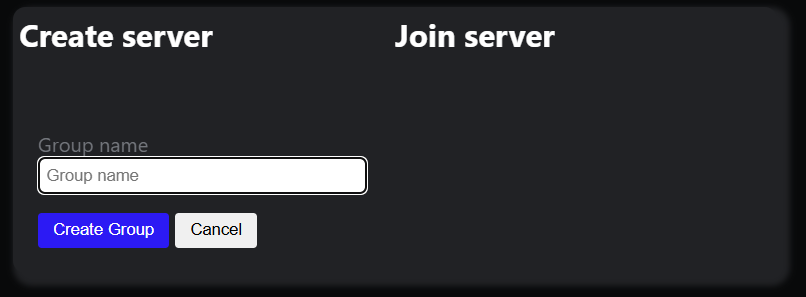 Create server
Join server
Group name
Group name
Create Group
Cancel